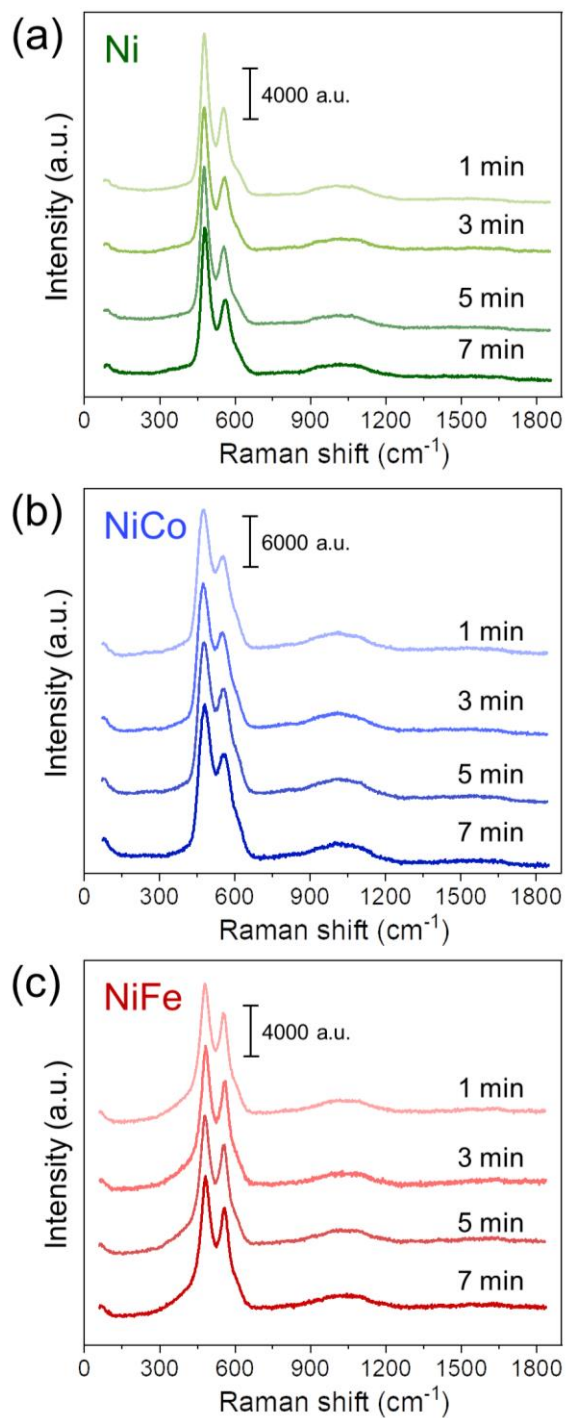 (a)
Ni
4000 a.u.
1 min
3 min
5 min
7 min
Intensity (a.u.)
0 300 600 900 1200 1500 1800
Raman shift (cm⁻¹)
(b)
NiCo
6000 a.u.
1 min
3 min
5 min
7 min
Intensity (a.u.)
0 300 600 900 1200 1500 1800
Raman shift (cm⁻¹)
(c)
NiFe
4000 a.u.
1 min
3 min
5 min
7 min
Intensity (a.u.)
0 300 600 900 1200 1500 1800
Raman shift (cm⁻¹)